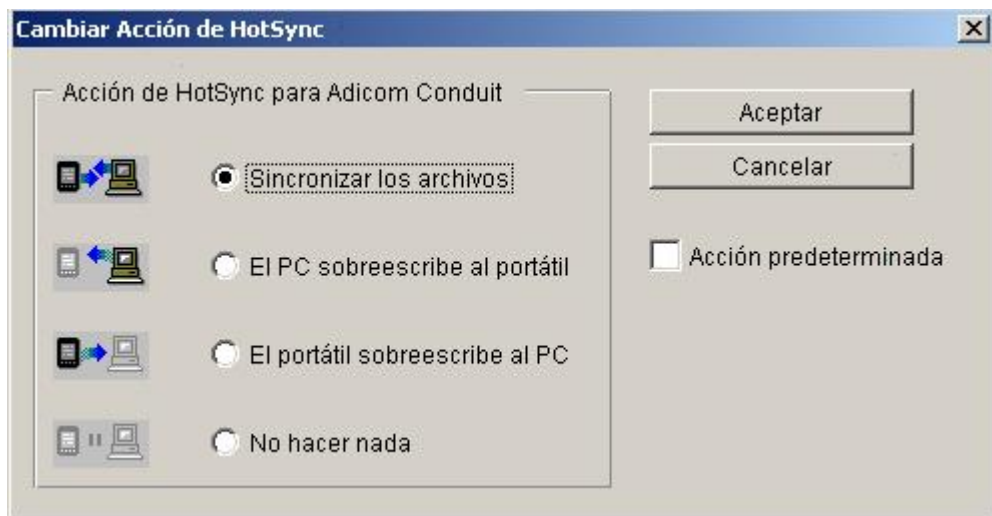 Cambiar Acción de HotSync
Acción de HotSync para Adicom Conduit
Sincronizar los archivos
El PC sobreescribe al portátil
El portátil sobreescribe al PC
No hacer nada
Aceptar
Cancelar
Acción predeterminada